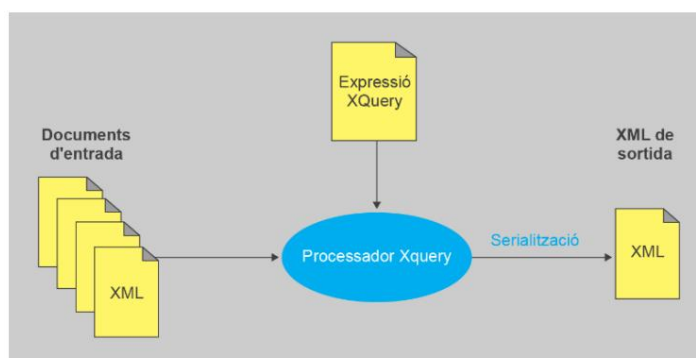 Expressió
XQuery
Documents
d'entrada
XML de
sortida
Processador Xquery
Serialització
XML
XML